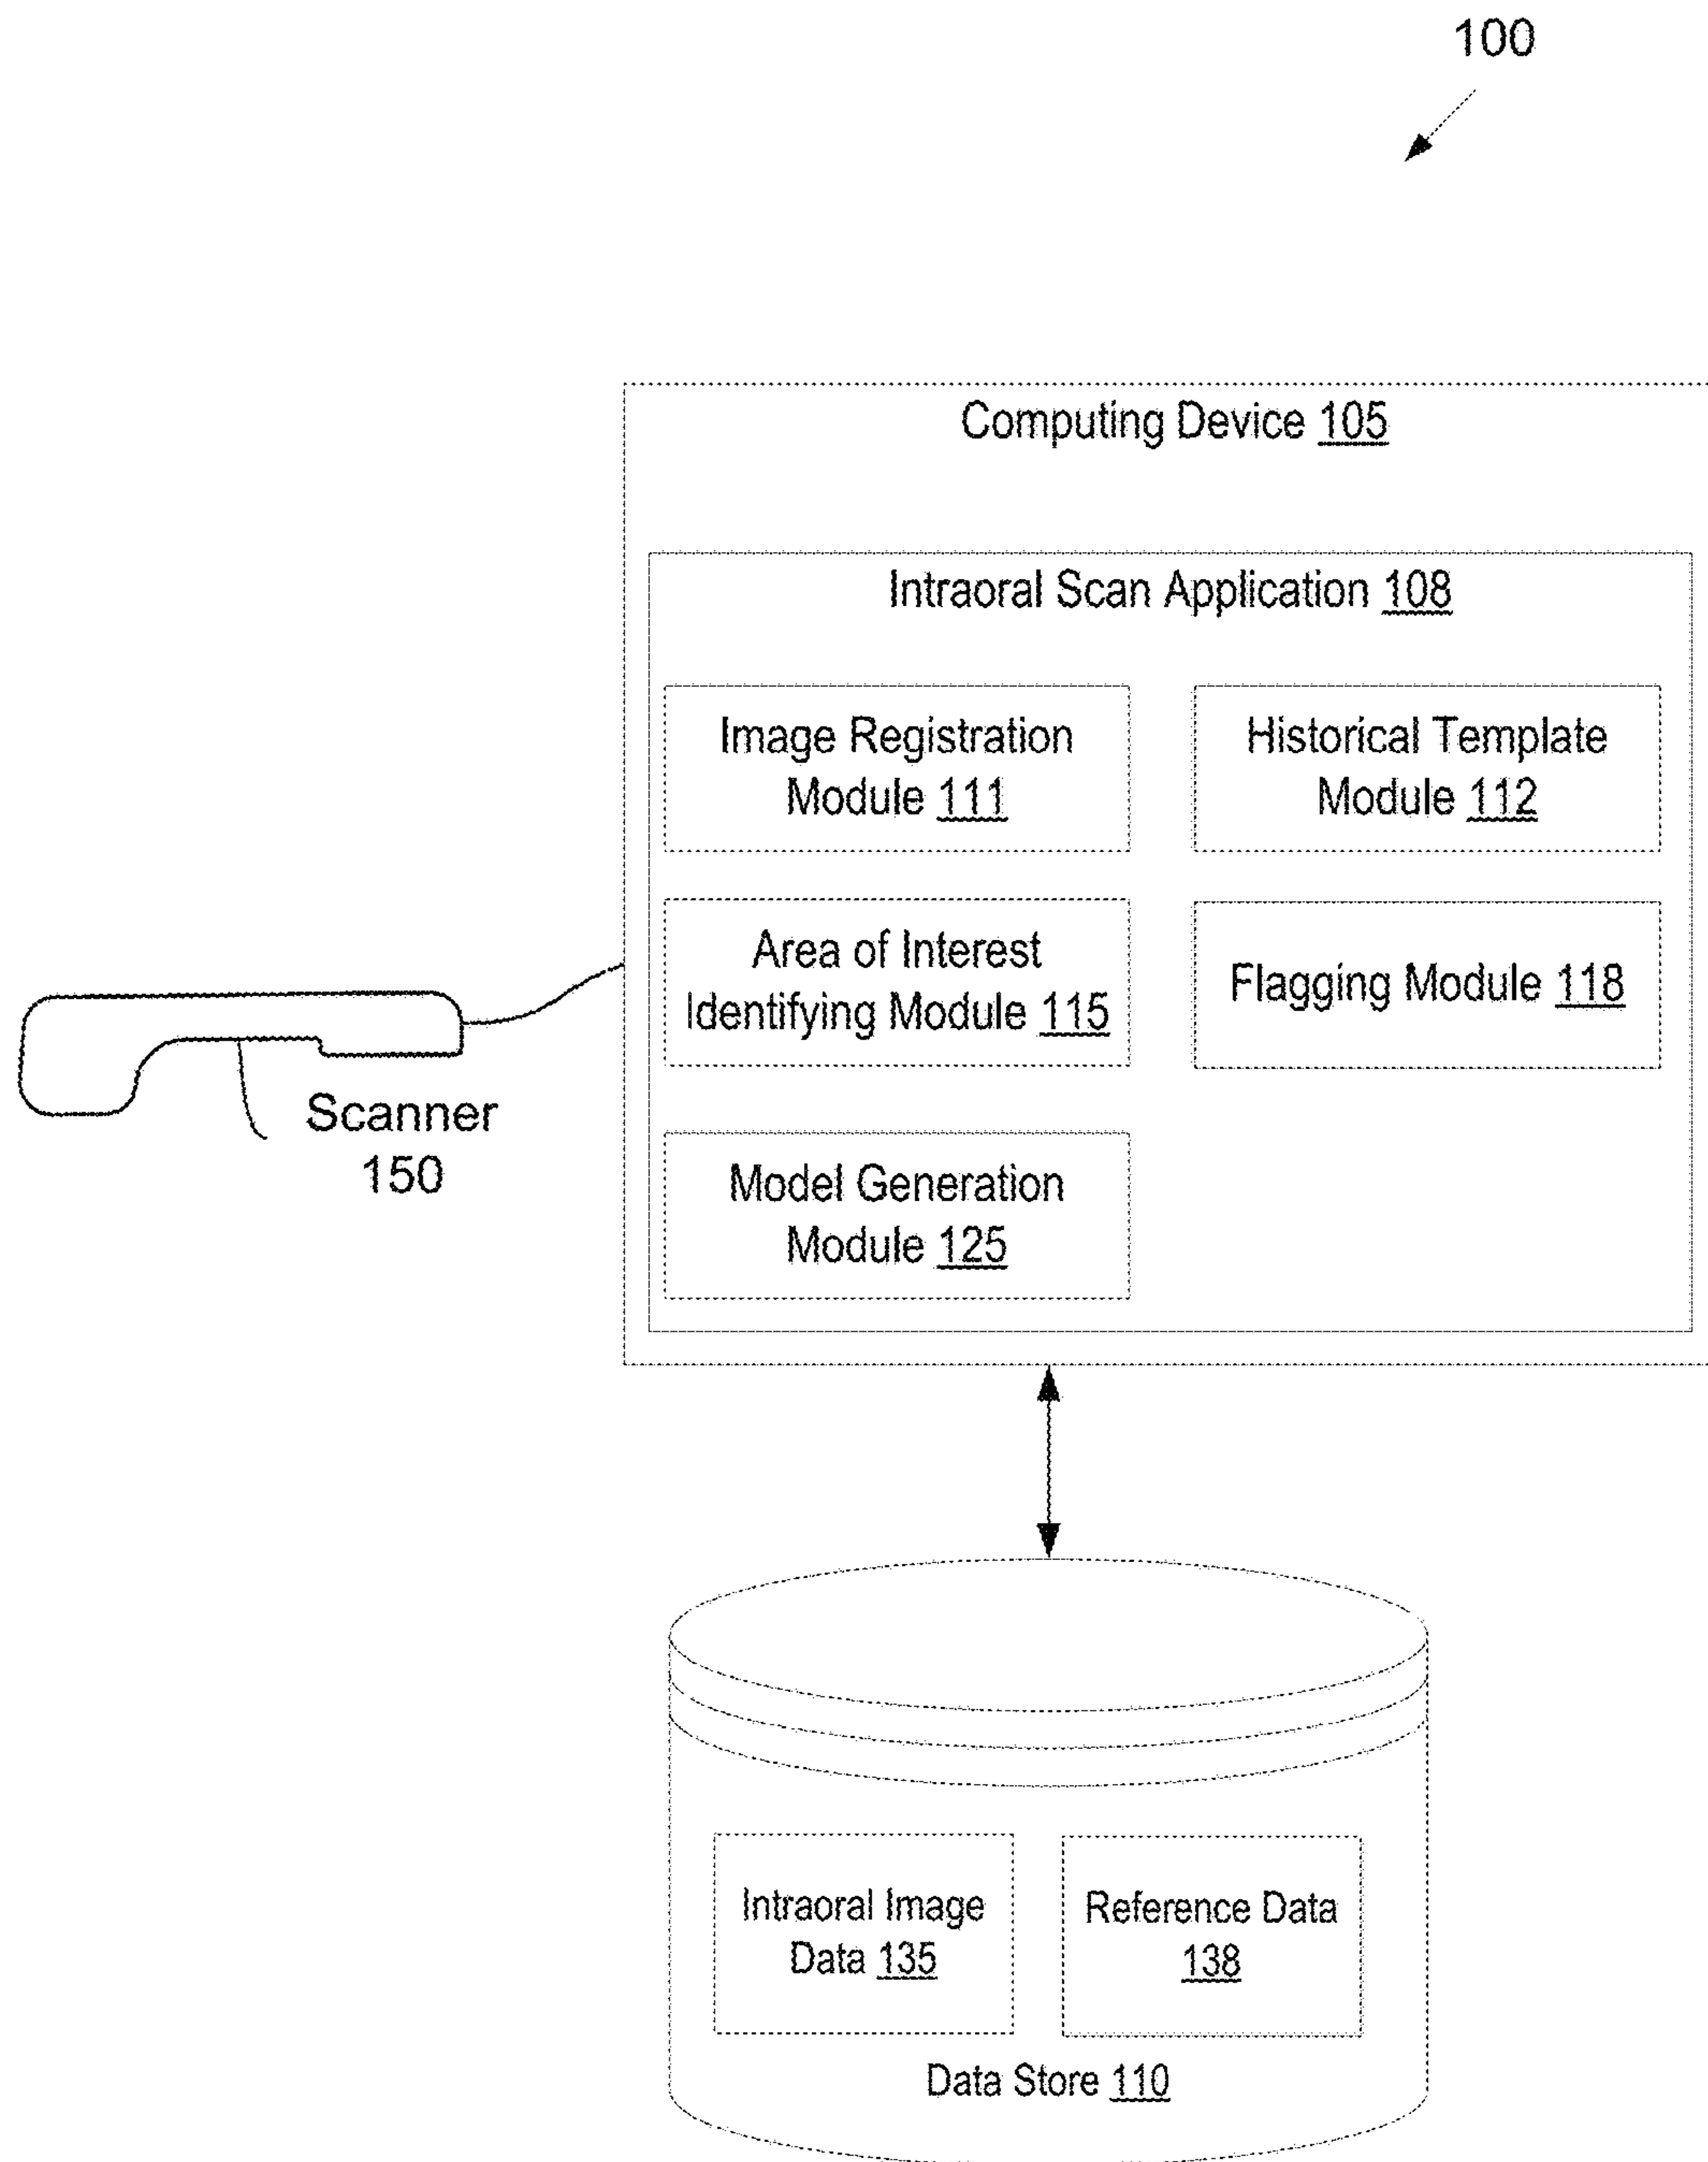 100
Computing Device 105
Intraoral Scan Application 108
Image Registration
Module 111
Historical Template
Module 112
Area of Interest
Identifying Module 115
Flagging Module 118
Scanner
150
Model Generation
Module 125
Intraoral Image
Data 135
Reference Data
138
Data Store 110